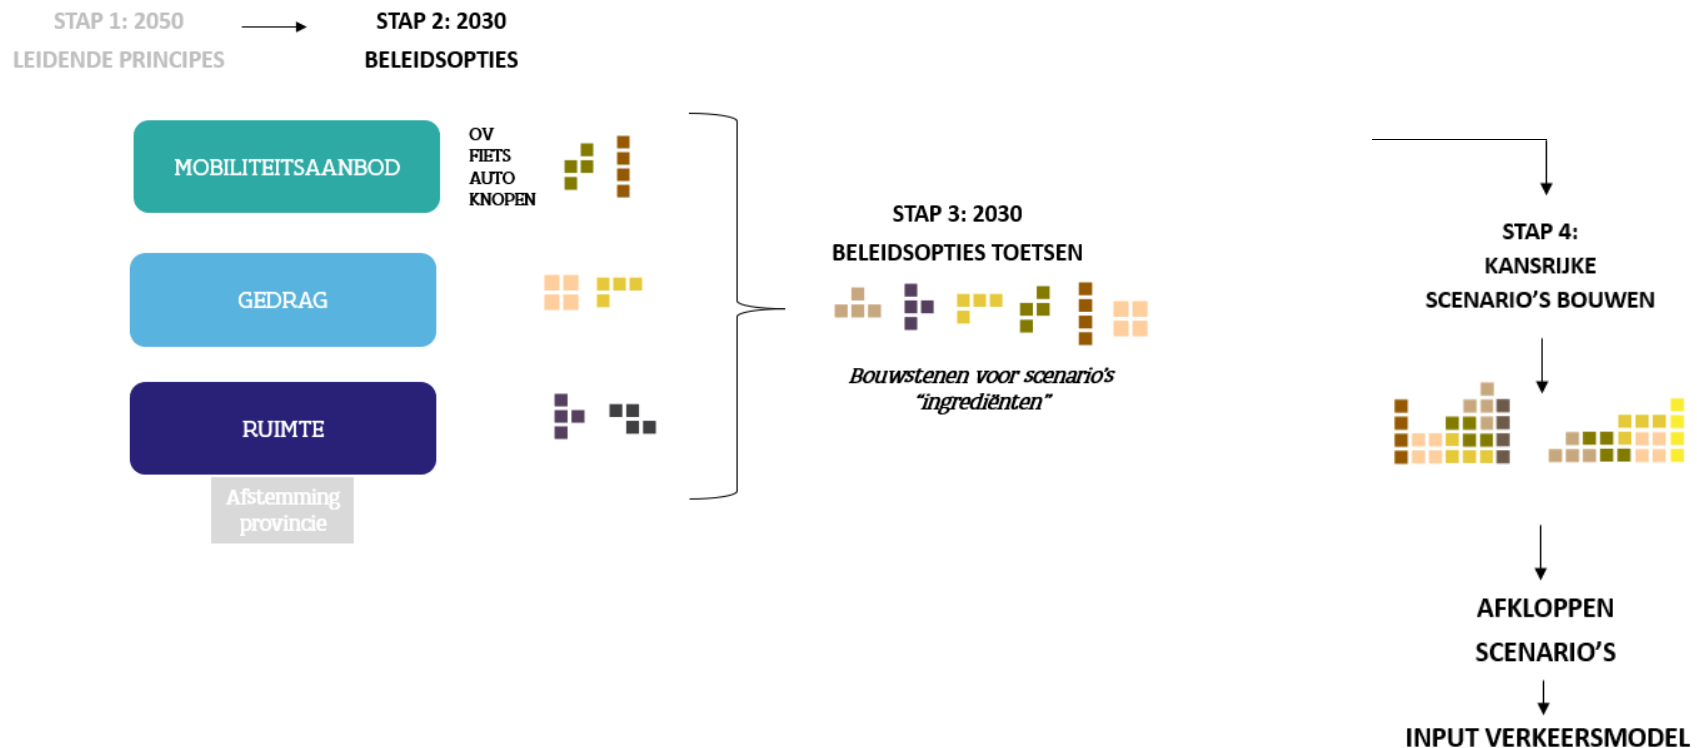 STAP 1: 2050
LEIDENDE PRINCIPES
STAP 2: 2030
BELEIDSOPTIES
MOBILITEITSAANBOD
OV
FIETS
AUTO
KNOPEN
GEDRAG
RUIMTE
Afstemming
provincie
STAP 3: 2030
BELEIDSOPTIES TOETSEN
Bouwstenen voor scenario's
"ingrediënten"
STAP 4:
KANSRIJKE
SCENARIO'S BOUWEN
AFKLOPPEN
SCENARIO'S
INPUT VERKEERSMODEL